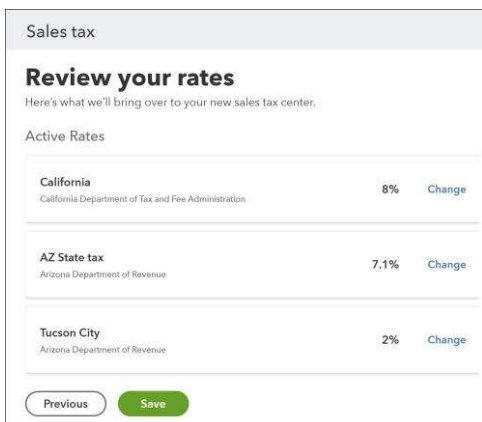 Sales tax
Review your rates
Here's what we'll bring over to your new sales tax center.
Active Rates
California
California Department of Tax and Fee Administration
8%
Change
AZ State tax
Arizona Department of Revenue
7.1%
Change
Tucson City
Arizona Department of Revenue
2%
Change
Previous
Save